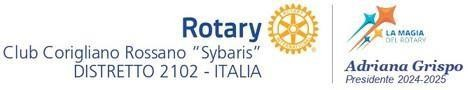 Rotary
Club Corigliano Rossano “Sybaris”
DISTRETTO 2102 - ITALIA
LA MAGIA
DEL ROTARY
Adriana Grispo
Presidente 2024-2025